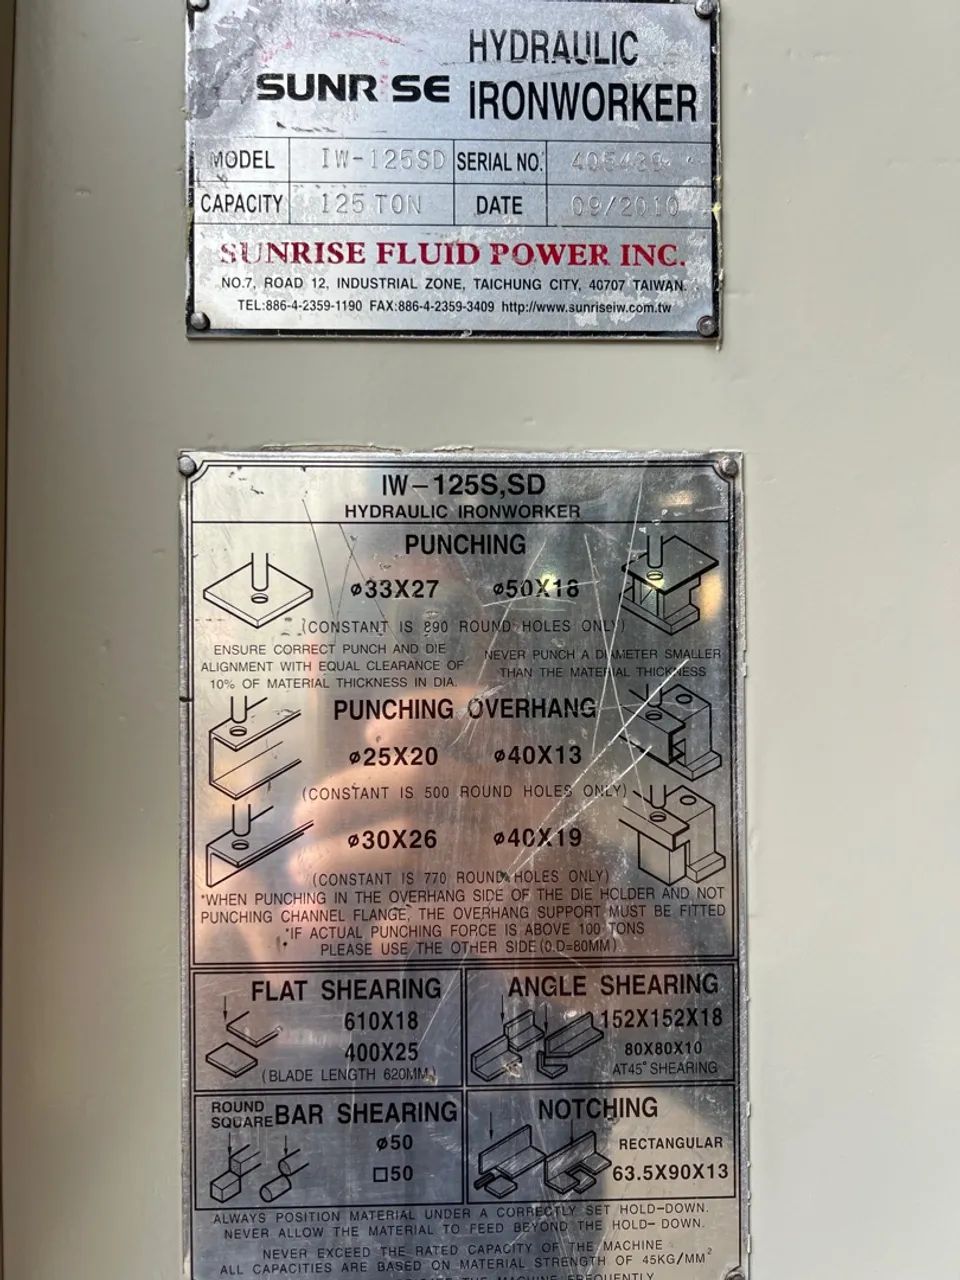 HYDRAULIC
SUNRISE IRONWORKER
MODEL IW-125SD SERIAL NO.
CAPACITY 125 TON DATE 09/2010
SUNRISE FLUID POWER INC.
NO.7, ROAD 12, INDUSTRIAL ZONE, TAICHUNG CITY, 40707 TAIWAN.
TEL:886-4-2359-1190 FAX:886-4-2359-3409 http://www.sunriseiw.com.tw
IW-125S,SD
HYDRAULIC IRONWORKER
PUNCHING
ø33X27 ø50X18
(CONSTANT IS 890 ROUND HOLES ONLY)
ENSURE CORRECT PUNCH AND DIE
ALIGNMENT WITH EQUAL CLEARANCE OF
10% OF MATERIAL THICKNESS IN DIA.
NEVER PUNCH A DIAMETER SMALLER
THAN THE MATERIAL THICKNESS
PUNCHING OVERHANG
ø25X20 ø40X13
(CONSTANT IS 500 ROUND HOLES ONLY)
ø30X26 ø40X19
(CONSTANT IS 770 ROUND HOLES ONLY)
*WHEN PUNCHING IN THE OVERHANG SIDE OF THE DIE HOLDER AND NOT
PUNCHING CHANNEL FLANGE, THE OVERHANG SUPPORT MUST BE FITTED
*IF ACTUAL PUNCHING FORCE IS ABOVE 100 TONS
PLEASE USE THE OTHER SIDE(O.D=80MM)
FLAT SHEARING
610X18
400X25
(BLADE LENGTH 620MM)
ANGLE SHEARING
152X152X18
80X80X10
AT45° SHEARING
ROUND
SQUARE BAR SHEARING
ø50
□50
NOTCHING
RECTANGULAR
63.5X90X13
ALWAYS POSITION MATERIAL UNDER A CORRECTLY SET HOLD-DOWN.
NEVER ALLOW THE MATERIAL TO FEED BEYOND THE HOLD-DOWN.
NEVER EXCEED THE RATED CAPACITY OF THE MACHINE
ALL CAPACITIES ARE BASED ON MATERIAL STRENGTH OF 45KG/MM²
THE MACHINE FREQUENTLY